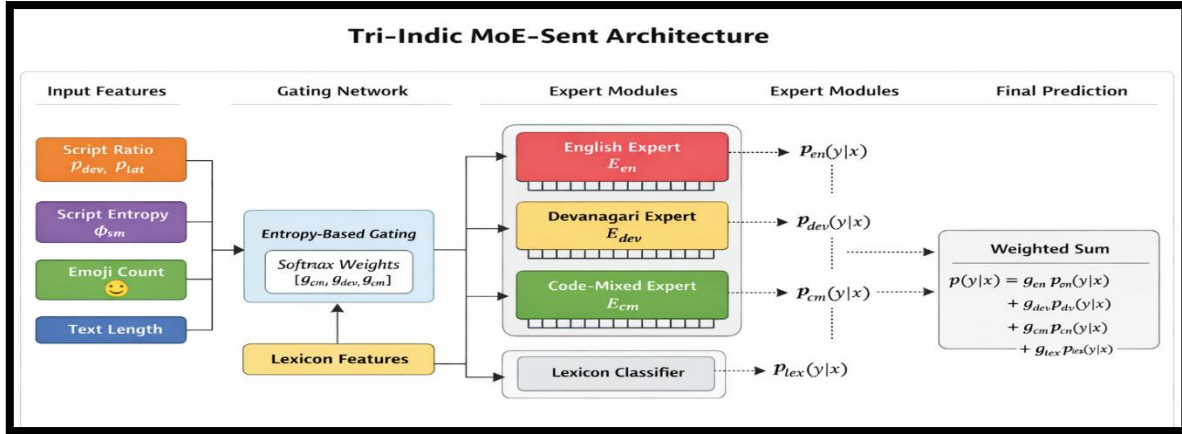 Tri-Indic MoE-Sent Architecture
Input Features
Gating Network
Expert Modules
Expert Modules
Final Prediction
Script Ratio
P_dev, P_lat
Script Entropy
Φ_sm
Emoji Count
😊
Text Length
Entropy-Based Gating
Softnax Weights
[g_cm, g_dev, g_cm]
Lexicon Features
English Expert
E_en
Devanagari Expert
E_dev
Code-Mixed Expert
E_cm
Lexicon Classifier
p_en(y|x)
p_dev(y|x)
p_cm(y|x)
p_lex(y|x)
Weighted Sum
p(y|x) = g_en p_on(y|x)
+ g_dev p_dv(y|x)
+ g_cm p_cn(y|x)
+ g_lex p_lex(y|x)